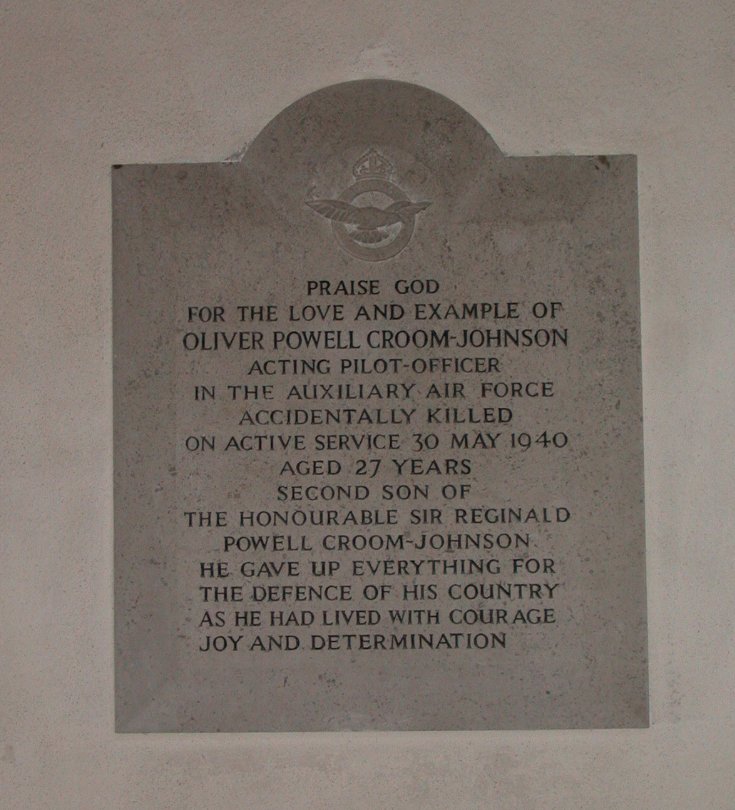 PRAISE GOD
FOR THE LOVE AND EXAMPLE OF
OLIVER POWELL CROOM-JOHNSON
ACTING PILOT-OFFICER
IN THE AUXILIARY AIR FORCE
ACCIDENTALLY KILLED
ON ACTIVE SERVICE 30 MAY 1940
AGED 27 YEARS
SECOND SON OF
THE HONOURABLE SIR REGINALD
POWELL CROOM-JOHNSON.
HE GAVE UP EVERYTHING FOR
THE DEFENCE OF HIS COUNTRY
AS HE HAD LIVED WITH COURAGE
JOY AND DETERMINATION